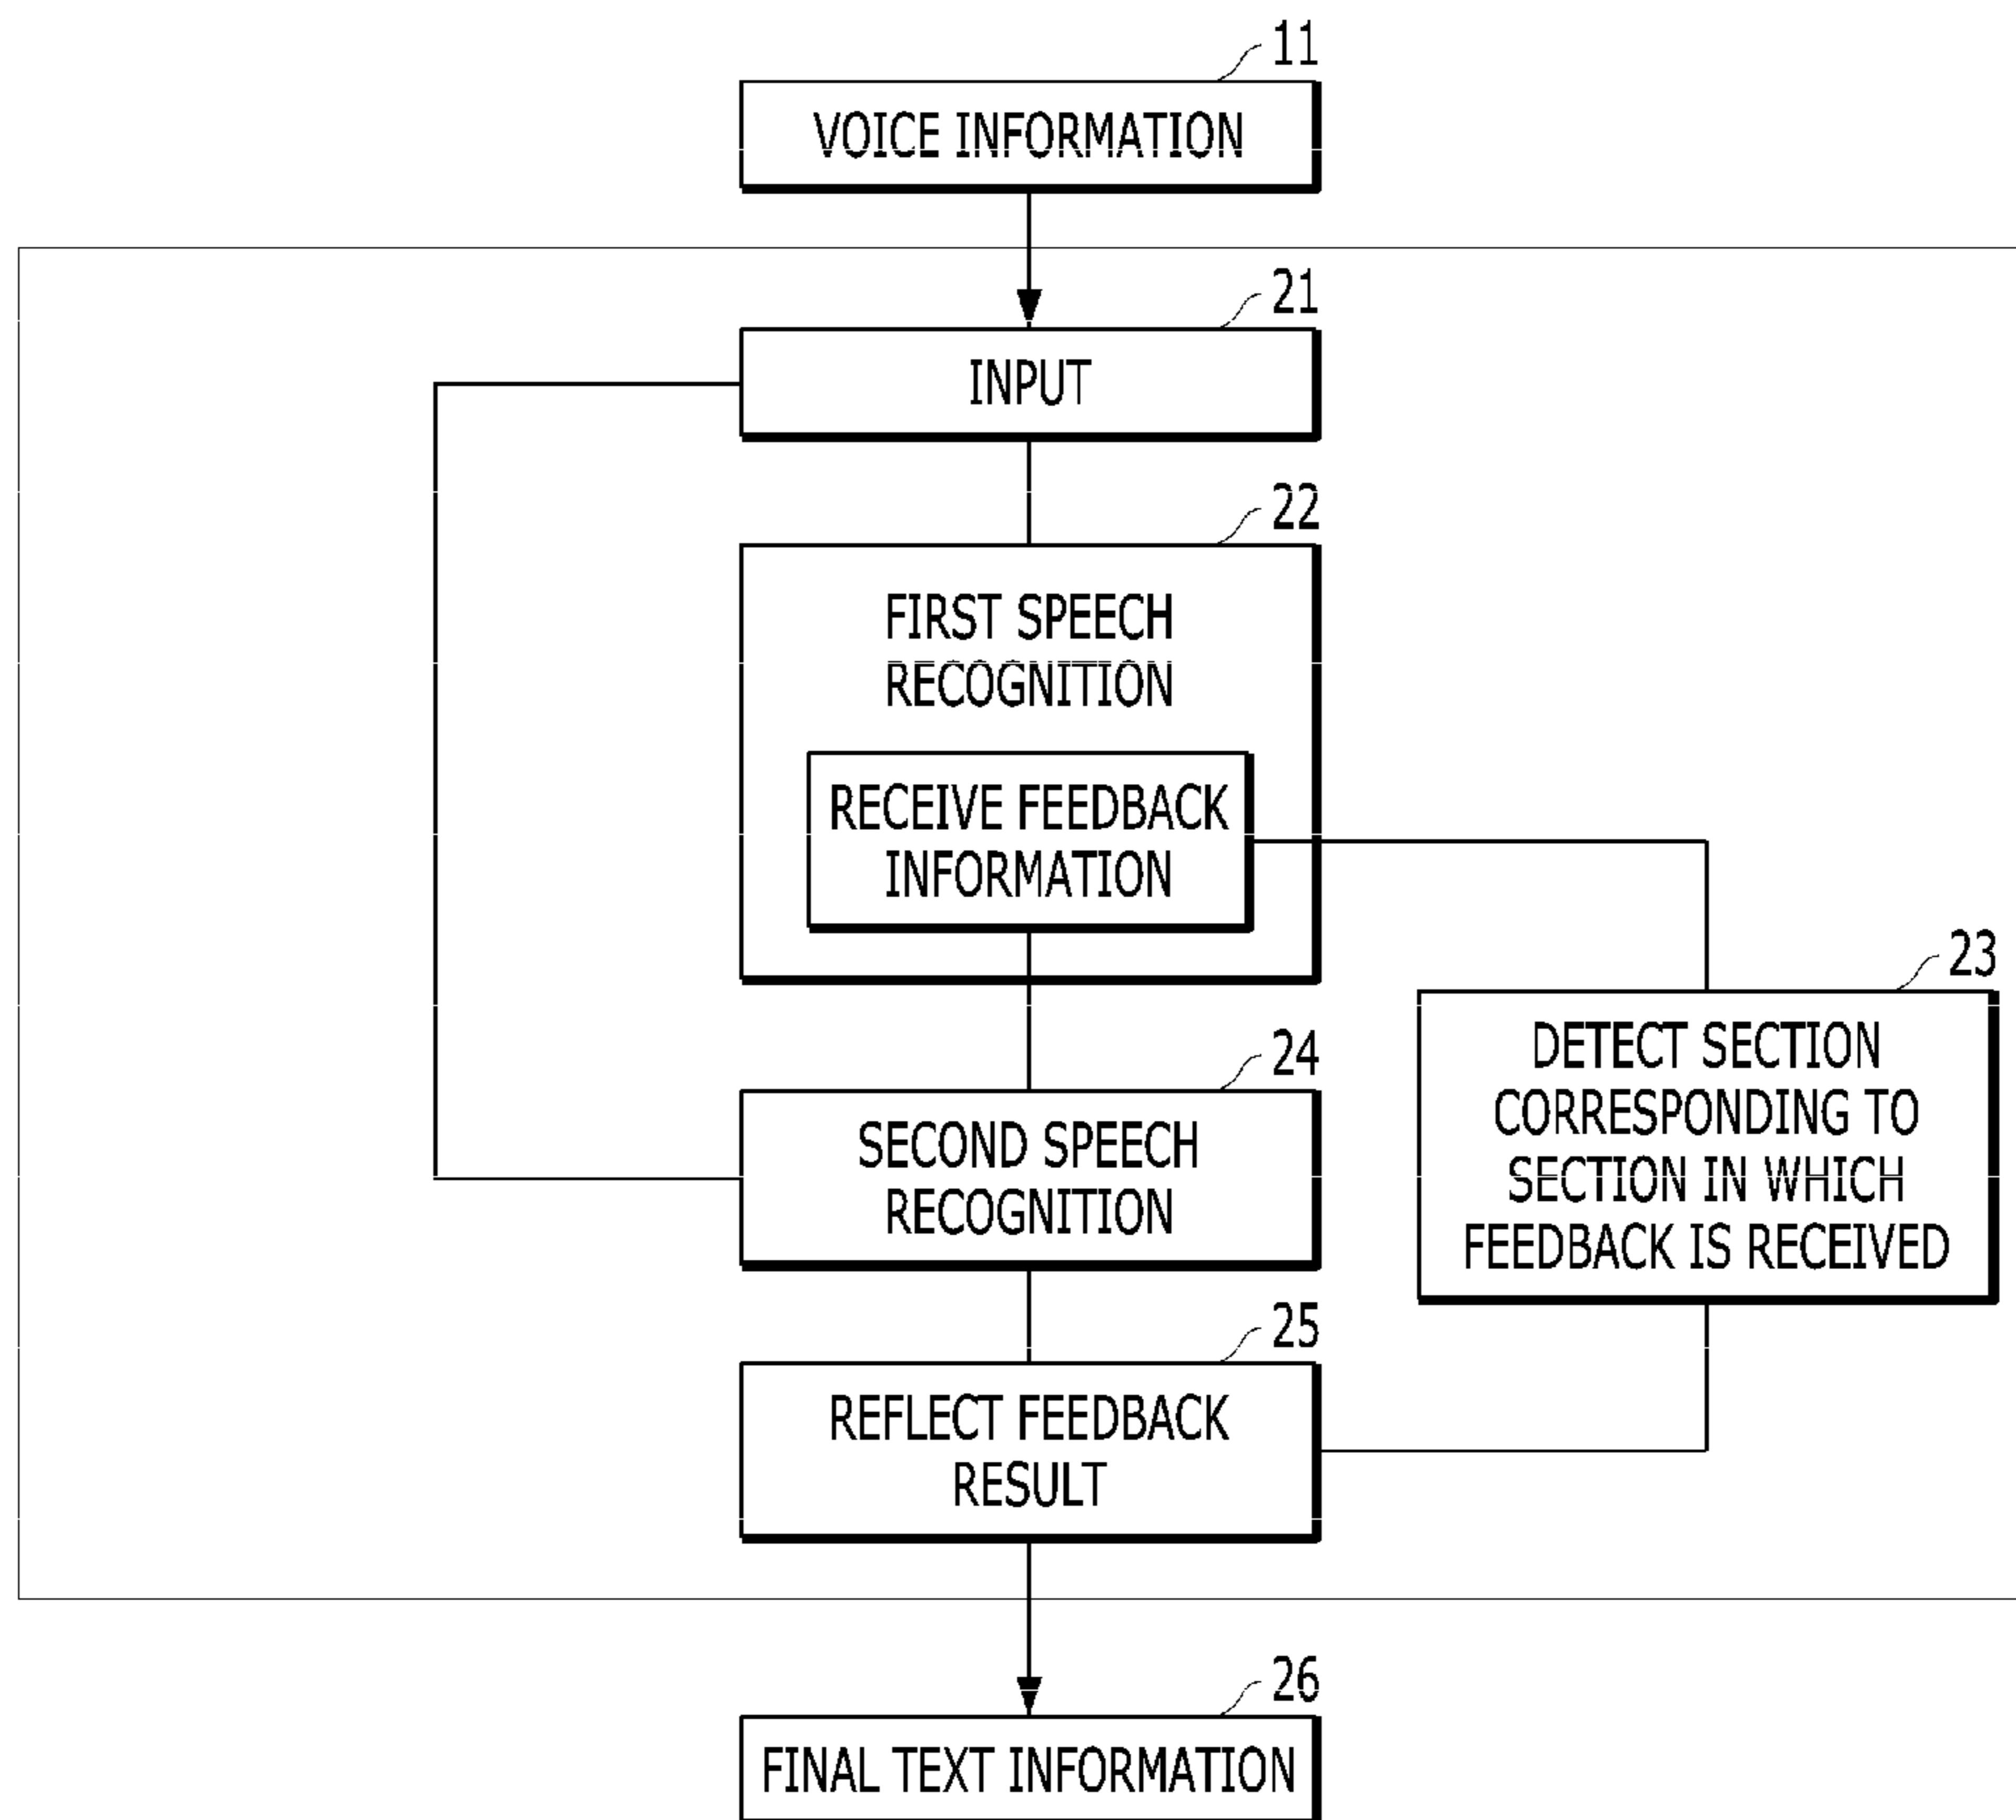 11
VOICE INFORMATION
21
INPUT
22
FIRST SPEECH
RECOGNITION
RECEIVE FEEDBACK
INFORMATION
23
DETECT SECTION
CORRESPONDING TO
SECTION IN WHICH
FEEDBACK IS RECEIVED
24
SECOND SPEECH
RECOGNITION
25
REFLECT FEEDBACK
RESULT
26
FINAL TEXT INFORMATION